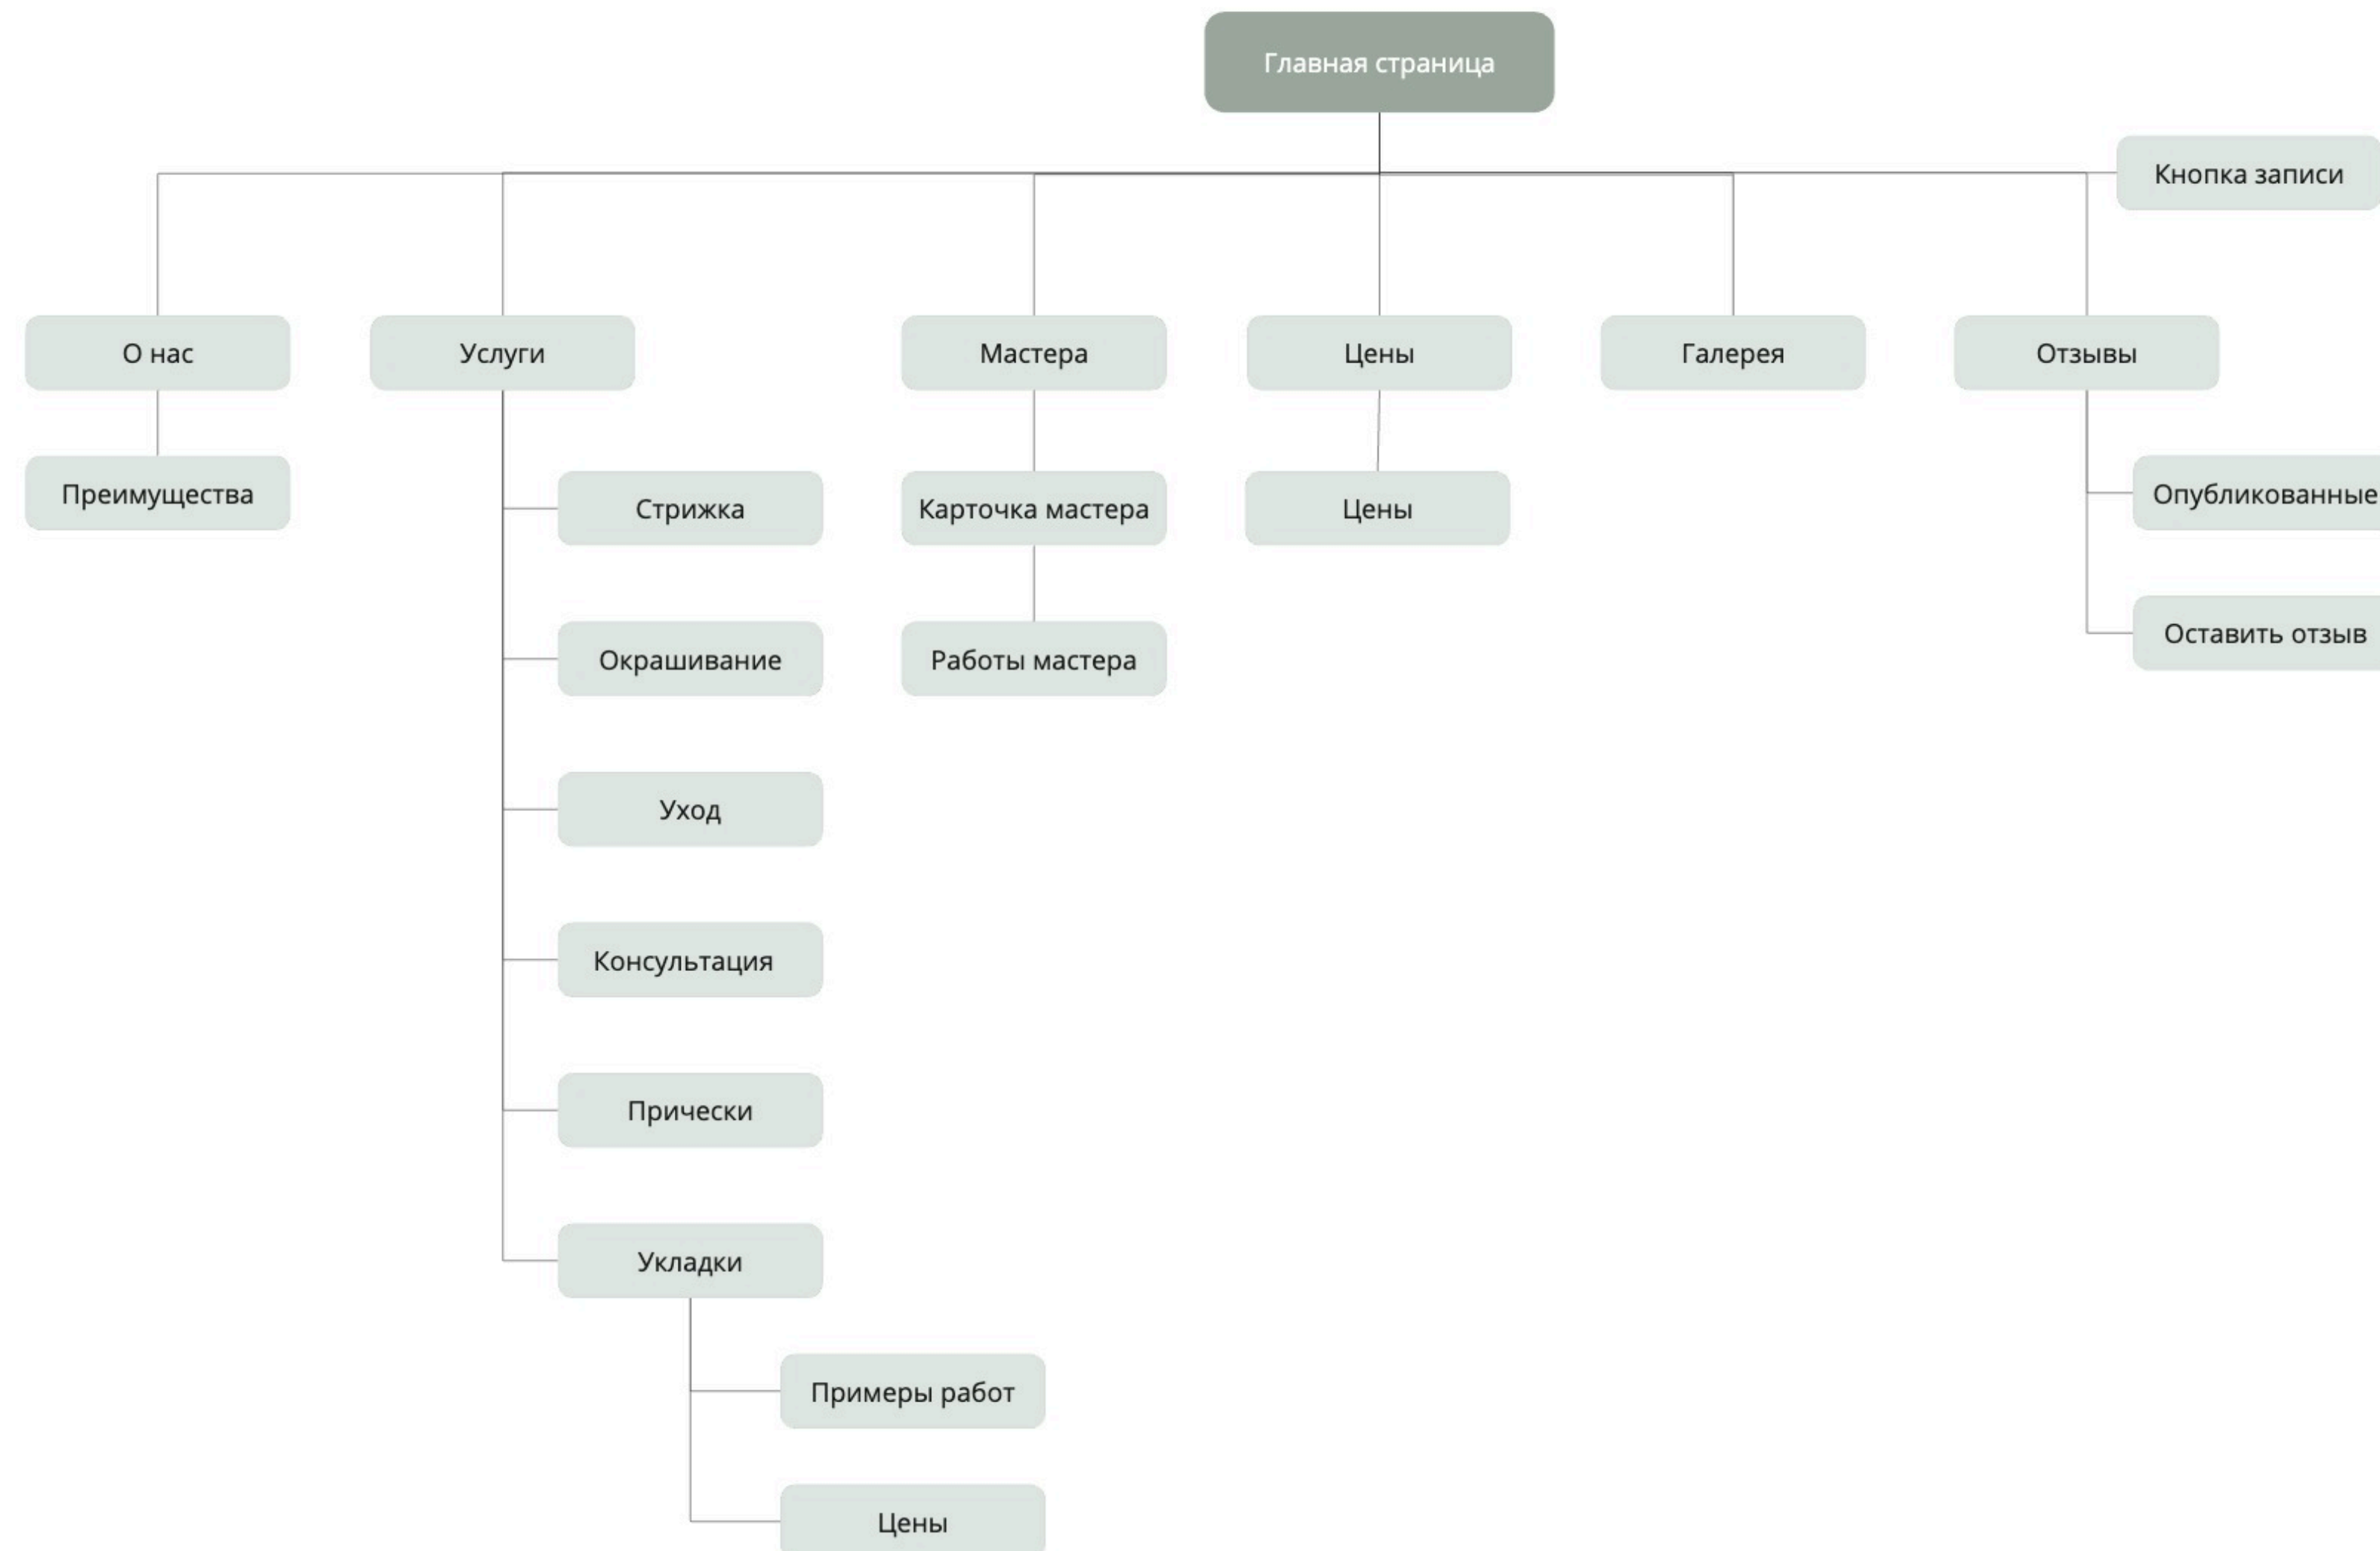 Главная страница
Кнопка записи
О нас
Услуги
Мастера
Цены
Галерея
Отзывы
Преимущества
Стрижка
Карточка мастера
Цены
Опубликованные
Окрашивание
Работы мастера
Оставить отзыв
Уход
Консультация
Прически
Укладки
Примеры работ
Цены